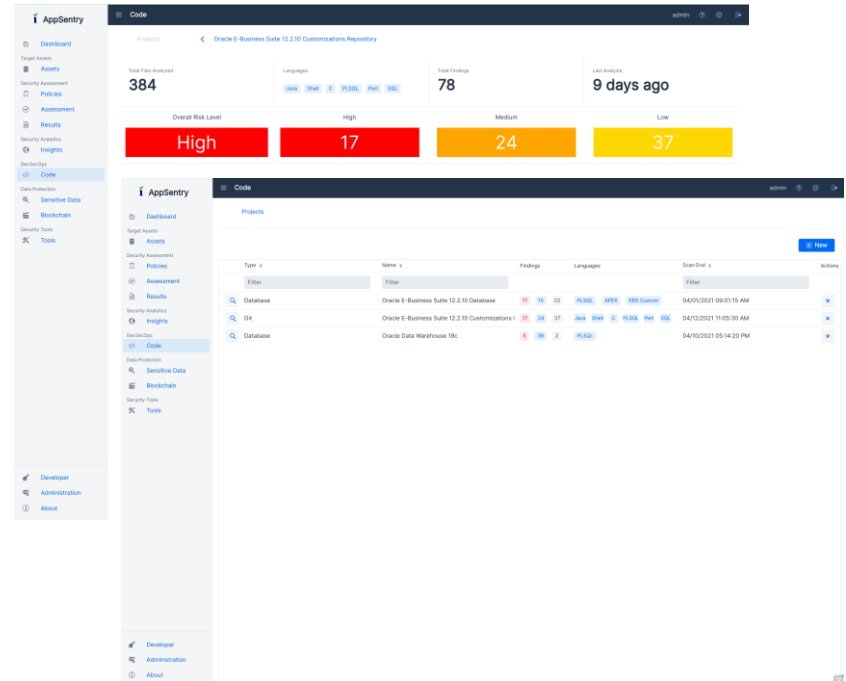 AppSentry
Code
admin
Dashboard
Target Assets
Assets
Security Assessment
Policies
Assessment
Results
Security Analytics
Insights
DevSecOps
Code
Data Protection
Sensitive Data
Blockchain
Security Tools
Tools
Developer
Administration
About
Projects
Oracle E-Business Suite 12.2.10 Customizations Repository
Total Files Analyzed
384
Languages
Java Shell C PLSQL Perl SQL
Total Findings
78
Last Analysis
9 days ago
Overall Risk Level
High
High
17
Medium
24
Low
37
AppSentry
Code
admin
Dashboard
Target Assets
Assets
Security Assessment
Policies
Assessment
Results
Security Analytics
Insights
DevSecOps
Code
Data Protection
Sensitive Data
Blockchain
Security Tools
Tools
Developer
Administration
About
Projects
New
Type Name Findings Languages Scan End Actions
Filter Filter Filter
Database Oracle E-Business Suite 12.2.10 Database 11 15 22 PLSQL APEX EBS Custom 04/01/2021 09:01:15 AM
Git Oracle E-Business Suite 12.2.10 Customizations 17 24 37 Java Shell C PLSQL Perl SQL 04/12/2021 11:05:30 AM
Database Oracle Data Warehouse 19c 5 36 2 PLSQL 04/10/2021 05:14:20 PM